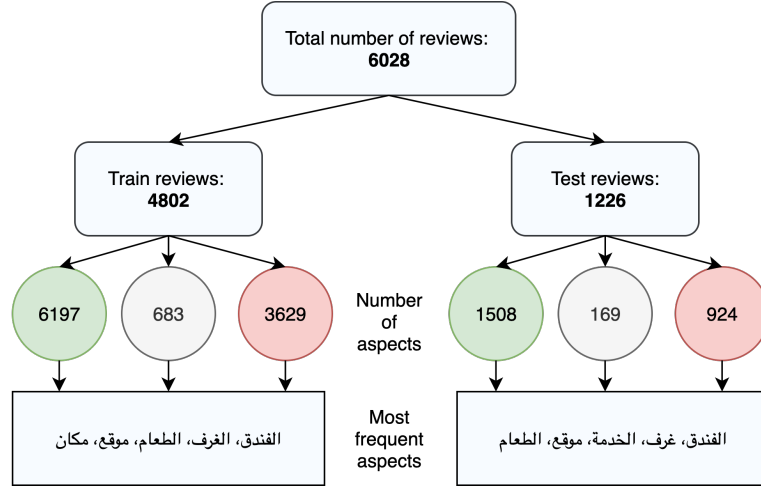 Total number of reviews:
6028
Train reviews:
4802
Test reviews:
1226
6197
683
3629
Number
of
aspects
1508
169
924
الفندق، الغرف، الطعام، موقع، مكان
Most
frequent
aspects
الفندق، غرف، الخدمة، موقع، الطعام